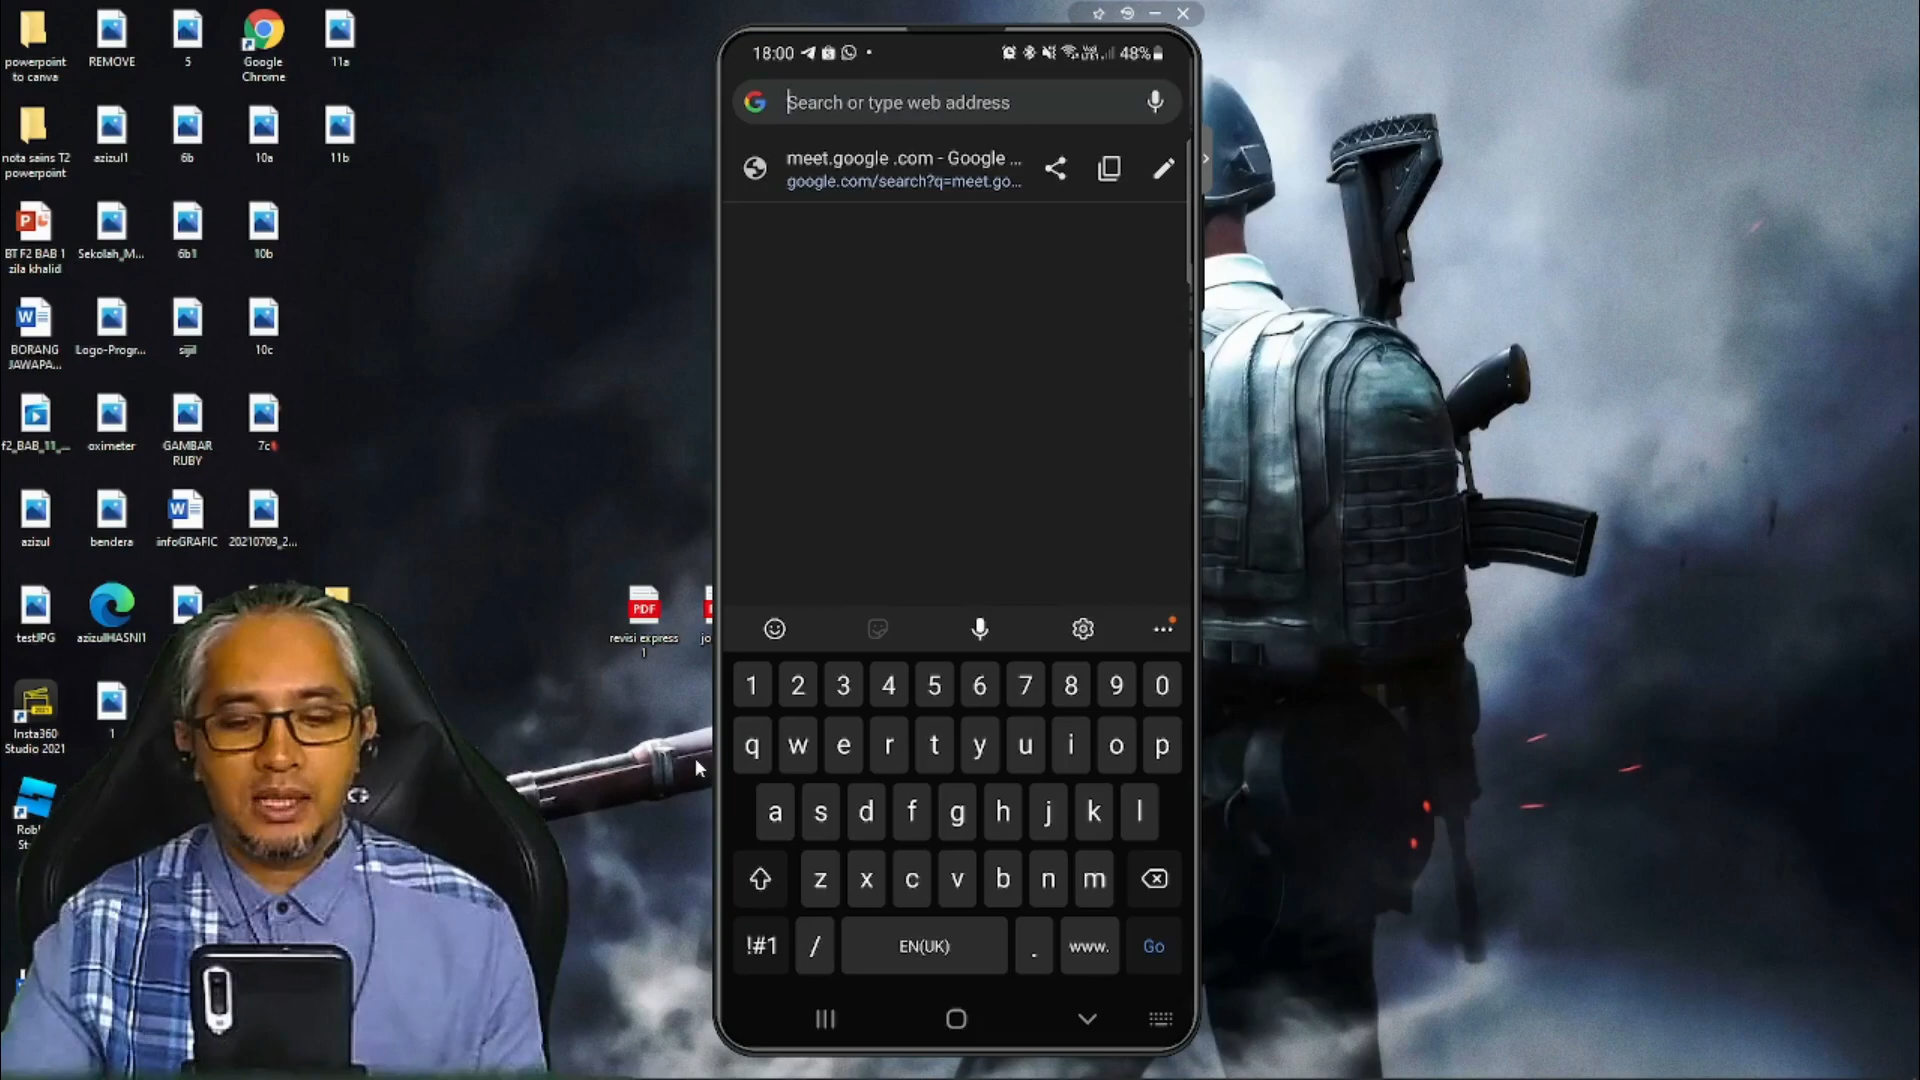 powerpoint
to canva
REMOVE
5
Google
Chrome
11a
nota sains T2
powerpoint
azizul1
6b
10a
11b
BT F2 BAB 1
zila khalid
Sekolah_M...
6b1
10b
BORANG
JAWAPA...
Logo-Progr...
sijil
10c
f2_BAB_11_...
oximeter
GAMBAR
RUBY
7c
azizul
bendera
infoGRAFIC
20210709_2...
testJPG
azizulHASNI1
Insta360
Studio 2021
1
Rob
St
PDF
revisi express
1
jo
18:00
48%
Search or type web address
meet.google .com - Google ...
google.com/search?q=meet.go...
1 2 3 4 5 6 7 8 9 0
q w e r t y u i o p
a s d f g h j k l
z x c v b n m
!#1 / EN(UK) . www. Go